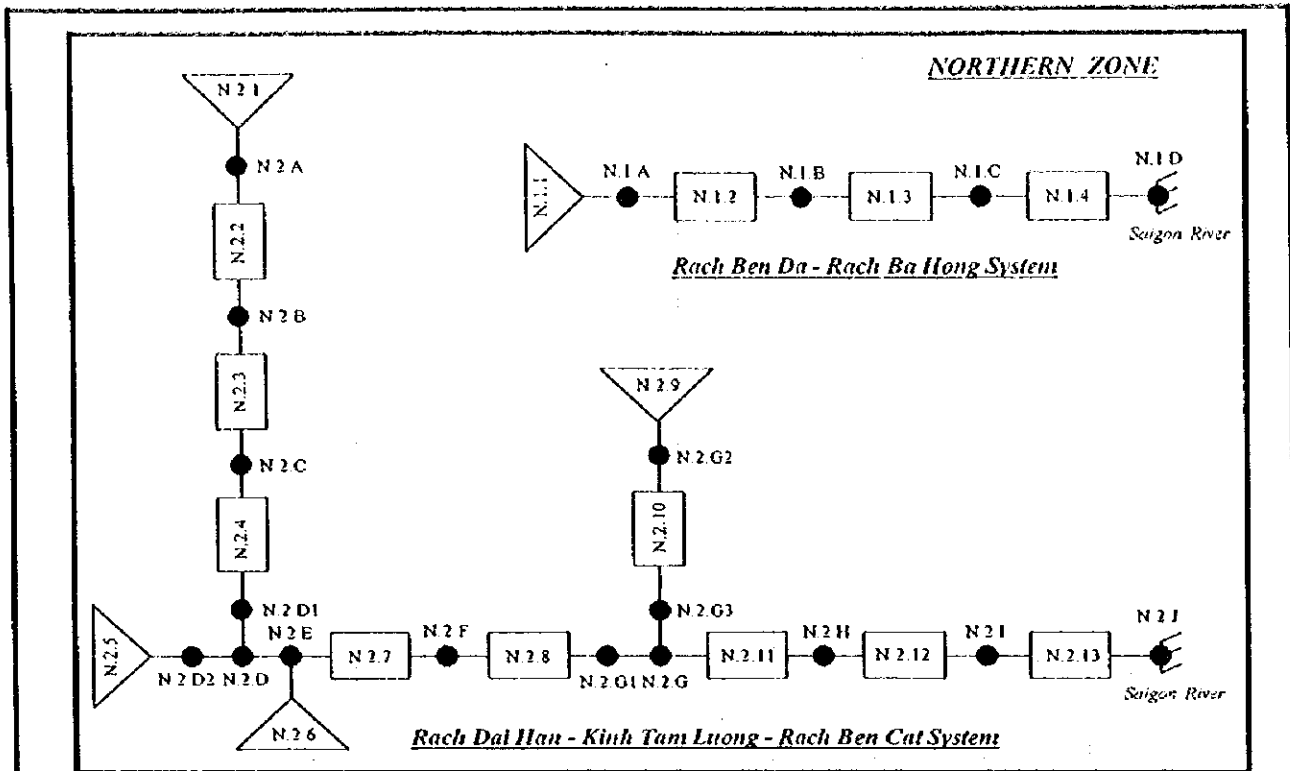 NORTHERN ZONE
N 2 1
N 2 A
N.2.2
N 2 B
N.2.3
N 2.C
N.2.4
N.2 D1
N 2 E
N.2.5
N 2 D2
N.2.D
N.2 6
N.2.7
N.2 F
N.2.8
N.2.G1
N.2.G
N 2.9
N.2.G2
N.2.10
N.2.G3
N.2.11
N 2 H
N.2.12
N 2 I
N.2.13
N 2 J
Saigon River
Rach Dai Han - Kinh Tam Luong - Rach Ben Cat System
N.1.1
N.1 A
N.1.2
N.1.B
N.1.3
N.1.C
N.1.4
N.1 D
Saigon River
Rach Ben Da - Rach Ba Hong System